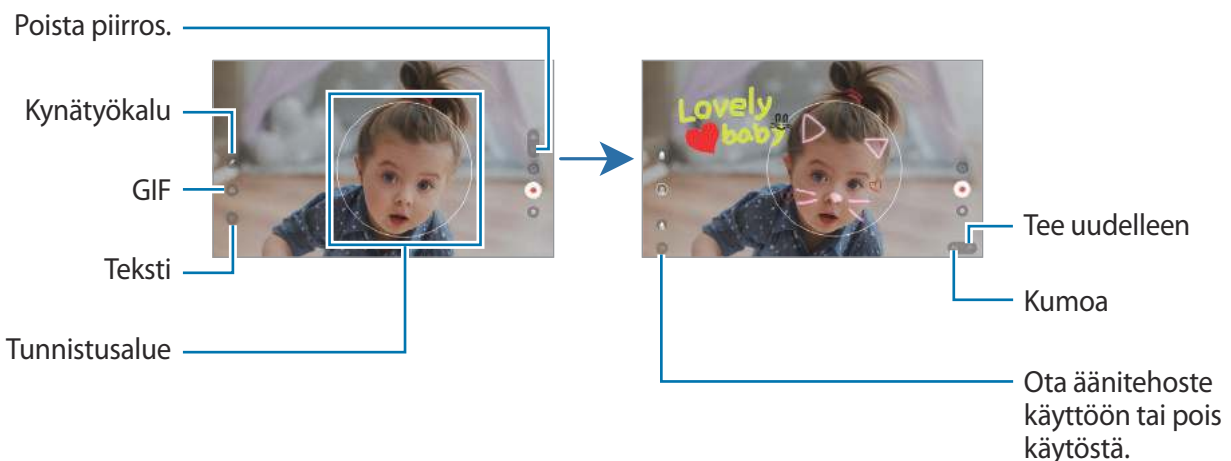 Poista piirros.
Kynätyökalu
GIF
Teksti
Tunnistusalue
Lovely
baby
Tee uudelleen
Kumoa
Ota äänitehoste
käyttöön tai pois
käytöstä.